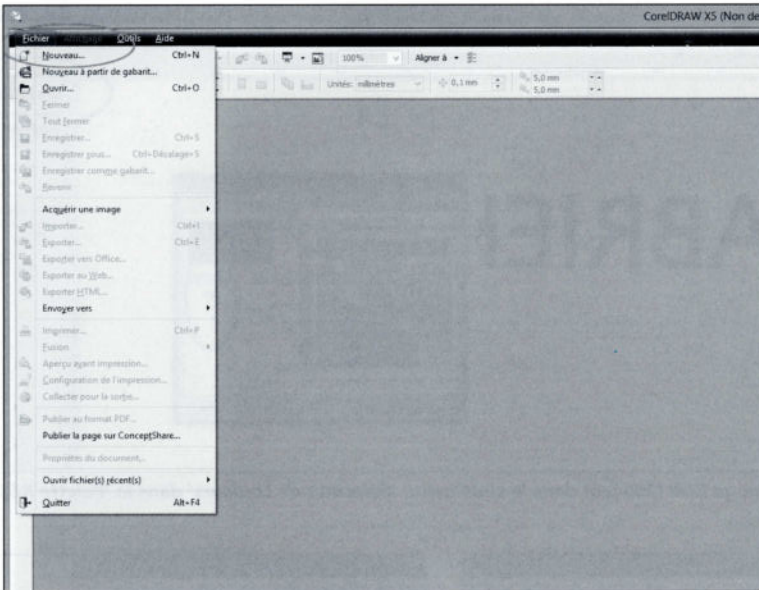 CorelDRAW X5 (Non de
Fichier Affichage Outils Aide
Nouveau... Ctrl+N
Nouveau à partir de gabarit...
Ouvrir... Ctrl+O
Fermer
Tout fermer
Enregistrer... Ctrl+S
Enregistrer sous... Ctrl+Décalage+S
Enregistrer comme gabarit...
Revenir
Acquérir une image
Importer... Ctrl+I
Exporter... Ctrl+E
Exporter vers Office...
Exporter au Web...
Exporter HTML...
Envoyer vers
Imprimer... Ctrl+P
Fusion
Aperçu avant impression...
Configuration de l'impression...
Collecter pour la sortie...
Publier au format PDF...
Publier la page sur ConceptShare...
Propriétés du document...
Ouvrir fichier(s) récent(s)
Quitter Alt+F4
100% Aligner à
Unités: millimètres 0,1 mm 5,0 mm
5,0 mm